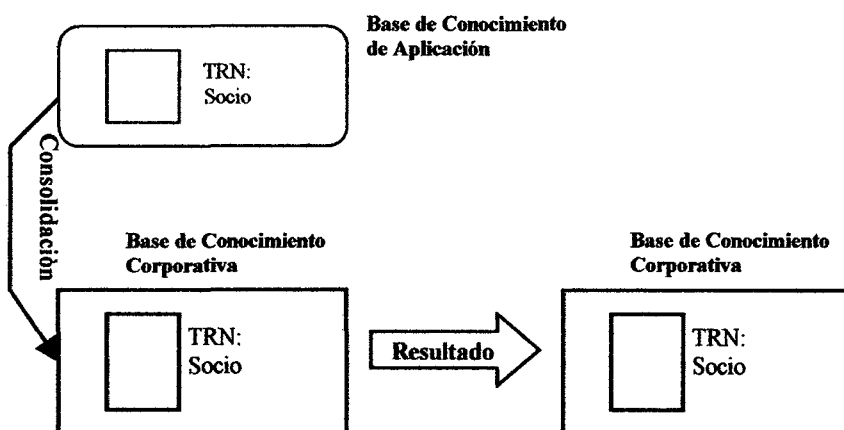 Base de Conocimiento
de Aplicación
TRN:
Socio
Consolidación
Base de Conocimiento
Corporativa
TRN:
Socio
Resultado
Base de Conocimiento
Corporativa
TRN:
Socio